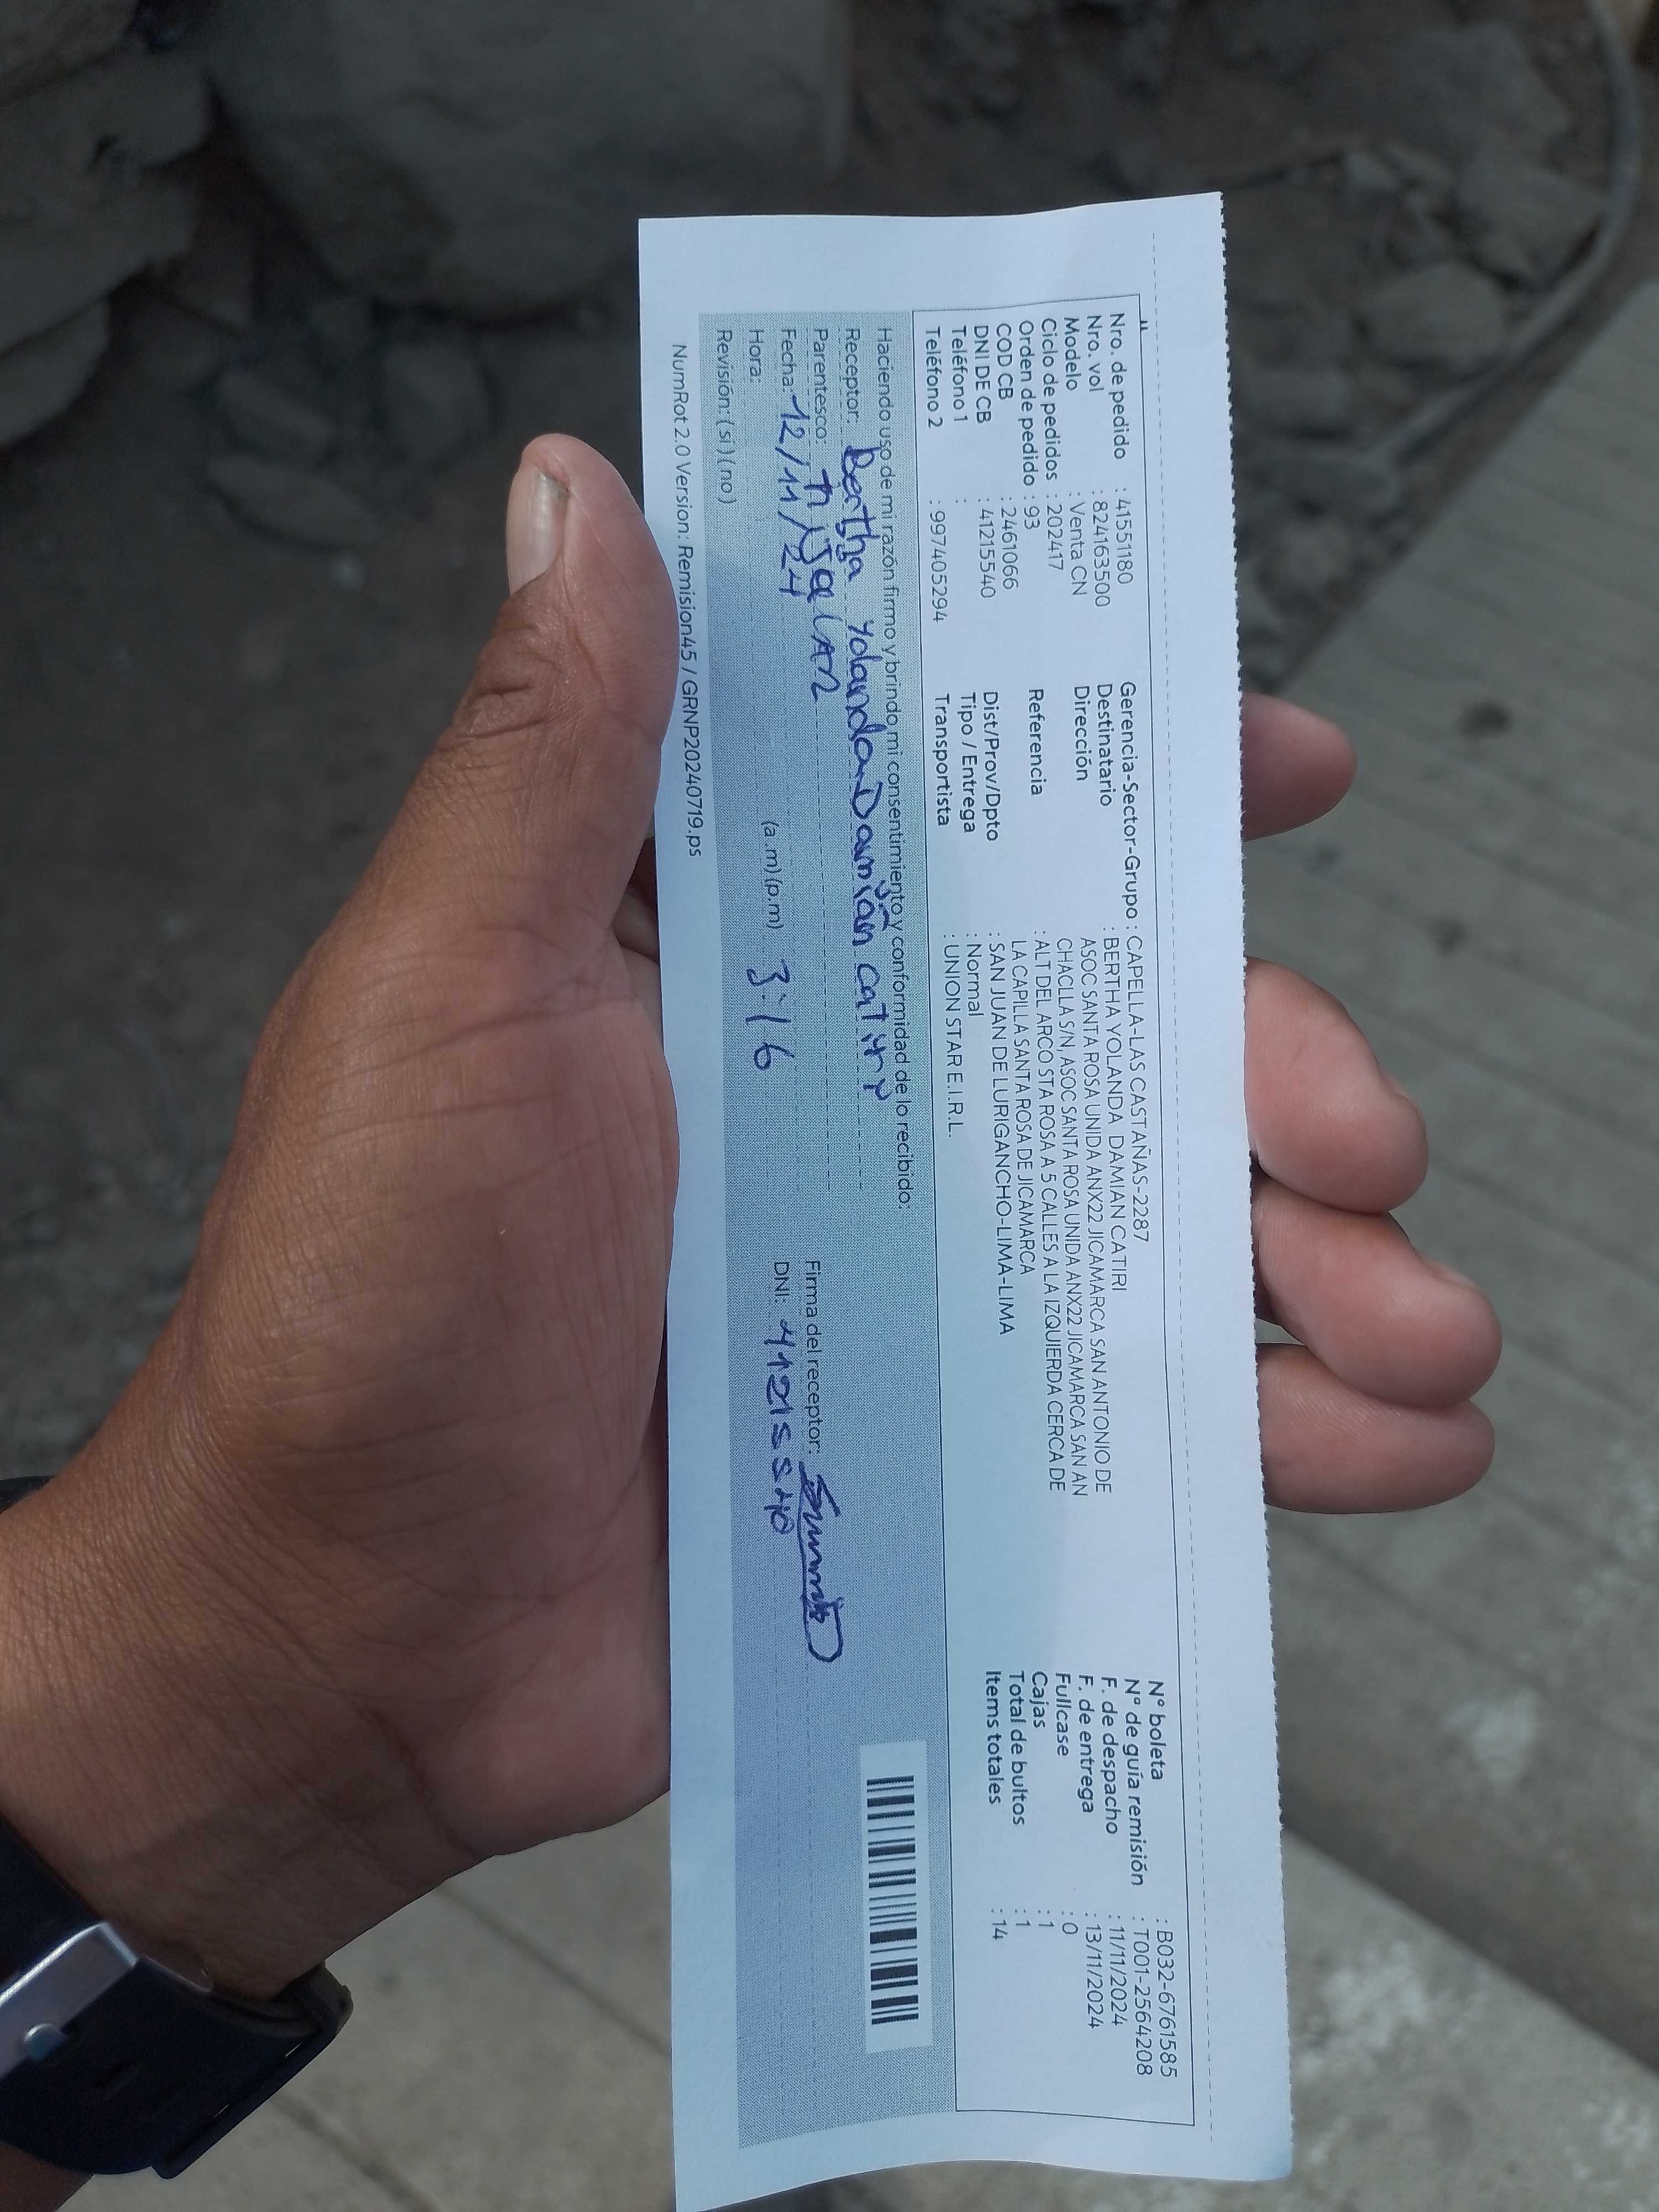 Nro. de pedido : 41551180
Nro. vol : 824163500
Modelo : Venta CN
Ciclo de pedidos : 202417
Orden de pedido : 93
COD CB : 2461066
DNI DE CB : 41215540
Teléfono 1 :
Teléfono 2 : 997405294
Gerencia-Sector-Grupo : CAPELLA-LAS CASTAÑAS-2287
Destinatario : BERTHA YOLANDA DAMIAN CATIRI
Dirección ASOC SANTA ROSA UNIDA ANX22 JICAMARCA SAN ANTONIO DE
CHACLLA S/N, ASOC SANTA ROSA UNIDA ANX22 JICAMARCA SAN AN
Referencia : ALT DEL ARCO STA ROSA A 5 CALLES A LA IZQUIERDA CERCA DE
LA CAPILLA SANTA ROSA DE JICAMARCA
Dist/Prov/Dpto : SAN JUAN DE LURIGANCHO-LIMA-LIMA
Tipo / Entrega : Normal
Transportista : UNION STAR E.I.R.L.
N° boleta : B032-6761585
N° de guía remisión : T001-2564208
F. de despacho : 11/11/2024
F. de entrega : 13/11/2024
Fullcase : 0
Cajas : 1
Total de bultos : 1
Items totales : 14
Haciendo uso de mi razón firmo y brindo mi consentimiento y conformidad de lo recibido:
Receptor: Bertha Yolanda Damián
Parentesco:
Fecha: 12/11/24
Hora: (a.m)(p.m) 3:16
Revisión: (si) (no)
Firma del receptor:
DNI: 41215540
NumRot 2.0 Version: Remision45 / GRNP20240719.ps